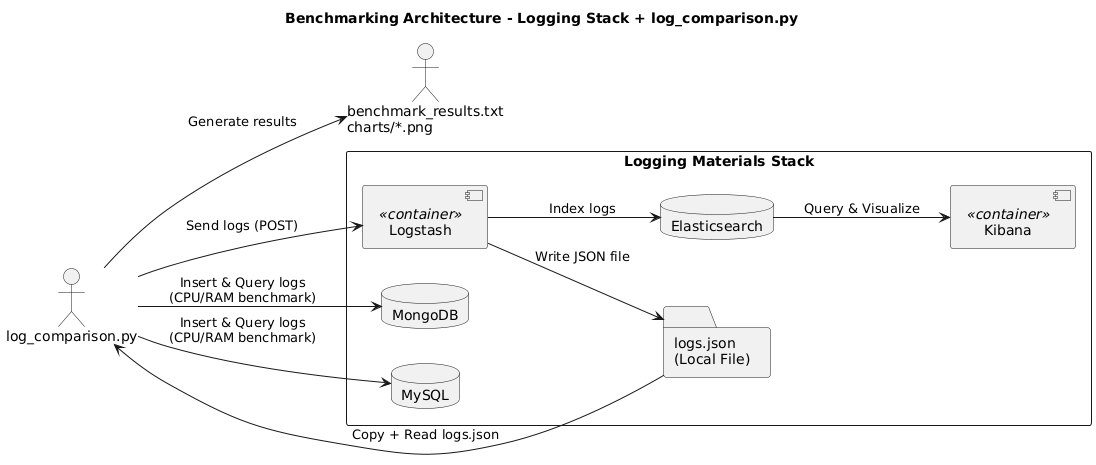 Benchmarking Architecture - Logging Stack + log_comparison.py
benchmark_results.txt
charts/*.png
Generate results
Logging Materials Stack
«container»
Logstash
Index logs
Elasticsearch
Query & Visualize
«container»
Kibana
Send logs (POST)
Write JSON file
Insert & Query logs
(CPU/RAM benchmark)
MongoDB
log_comparison.py
Insert & Query logs
(CPU/RAM benchmark)
logs.json
(Local File)
MySQL
Copy + Read logs.json